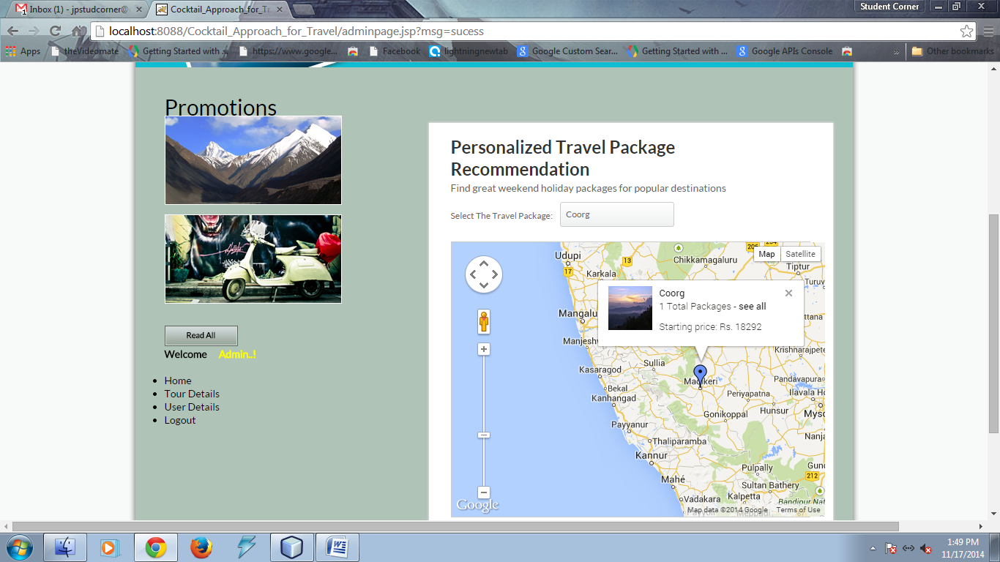 Inbox (1) - jpstudcorner@
Cocktail_Approach_for_Tr
Student Corner
localhost:8088/Cocktail_Approach_for_Travel/adminpage.jsp?msg=sucess
Apps
theVideomate
Getting Started with ...
https://www.google...
Facebook
lightningnewtab
Google Custom Sear...
Getting Started with ...
Google APIs Console
»
Other bookmarks
Promotions
Read All
Welcome Admin..!
Home
Tour Details
User Details
Logout
Personalized Travel Package
Recommendation
Find great weekend holiday packages for popular destinations
Select The Travel Package: Coorg
Map Satellite
Udupi
17
13
206
Chikkamagaluru
Tiptur
Karkala
Turuv
Coorg
1 Total Packages - see all
Starting price: Rs. 18292
Mangalu
ttana
Manjesh
Krishnarajpet
Sullia
Kasaragod
Madikeri
Pandavapura
Bekal
Periyapatna
Ilavala Ho
Kanhangad
Hunsur
Myso
Gonikoppal
Payyanur
Nanja
Thaliparamba
Kannur
Pulpally
Gun
212
Mahé
Sultan Bathery
Vadakara
Kalpetta
Bandipur Nat
Google
Map data ©2014 Google Terms of Use
1:49 PM
11/17/2014